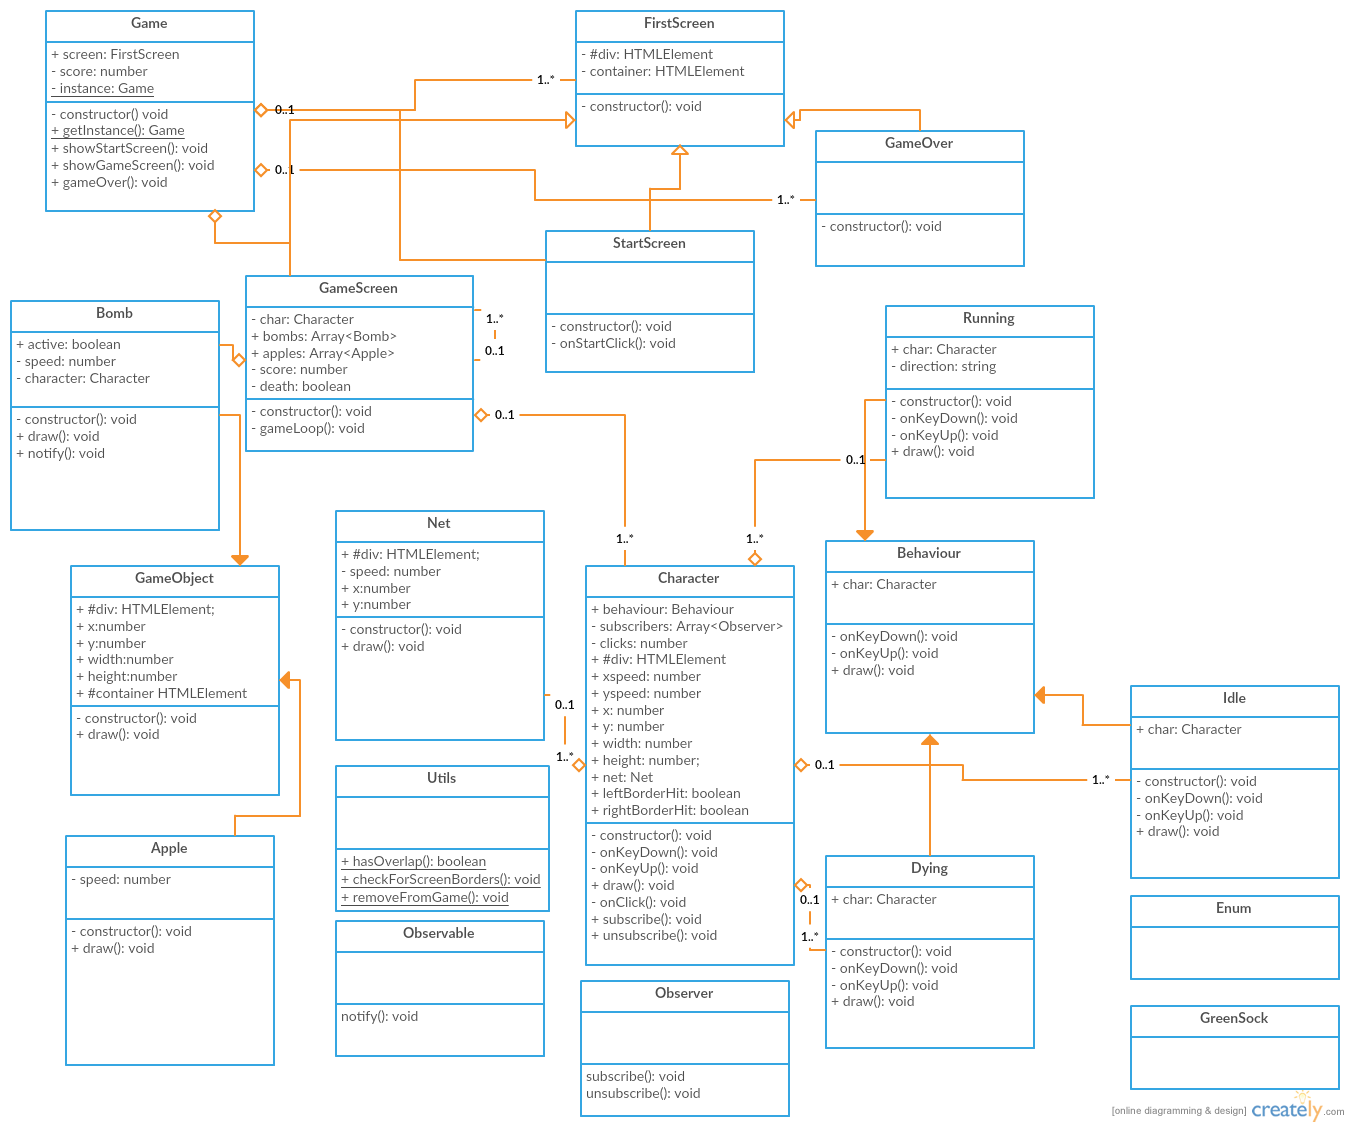 Game
+ screen: FirstScreen
- score: number
- instance: Game
- constructor() void
+ getInstance(): Game
+ showStartScreen(): void
+ showGameScreen(): void
+ gameOver(): void
FirstScreen
- #div: HTMLElement
- container: HTMLElement
- constructor(): void
1..*
0..1
0..1
1..*
GameOver
- constructor(): void
StartScreen
- constructor(): void
- onStartClick(): void
GameScreen
- char: Character
+ bombs: Array<Bomb>
+ apples: Array<Apple>
- score: number
- death: boolean
- constructor(): void
- gameLoop(): void
1..*
0..1
0..1
Bomb
+ active: boolean
- speed: number
- character: Character
- constructor(): void
+ draw(): void
+ notify(): void
Running
+ char: Character
- direction: string
- constructor(): void
- onKeyDown(): void
- onKeyUp(): void
+ draw(): void
0..1
1..*
1..*
Net
+ #div: HTMLElement;
- speed: number
+ x:number
+ y:number
- constructor(): void
+ draw(): void
GameObject
+ #div: HTMLElement;
+ x:number
+ y:number
+ width:number
+ height:number
+ #container HTMLElement
- constructor(): void
+ draw(): void
Character
+ behaviour: Behaviour
- subscribers: Array<Observer>
- clicks: number
+ #div: HTMLElement
+ xspeed: number
+ yspeed: number
+ x: number
+ y: number
+ width: number
+ height: number;
+ net: Net
+ leftBorderHit: boolean
+ rightBorderHit: boolean
- constructor(): void
- onKeyDown(): void
- onKeyUp(): void
+ draw(): void
- onClick(): void
+ subscribe(): void
+ unsubscribe(): void
Behaviour
+ char: Character
- onKeyDown(): void
- onKeyUp(): void
+ draw(): void
0..1
1..*
0..1
1..*
Idle
+ char: Character
- constructor(): void
- onKeyDown(): void
- onKeyUp(): void
+ draw(): void
Utils
+ hasOverlap(): boolean
+ checkForScreenBorders(): void
+ removeFromGame(): void
Apple
- speed: number
- constructor(): void
+ draw(): void
0..1
1..*
Dying
+ char: Character
- constructor(): void
- onKeyDown(): void
- onKeyUp(): void
+ draw(): void
Enum
Observable
notify(): void
Observer
subscribe(): void
unsubscribe(): void
GreenSock
[online diagramming & design] creately.com